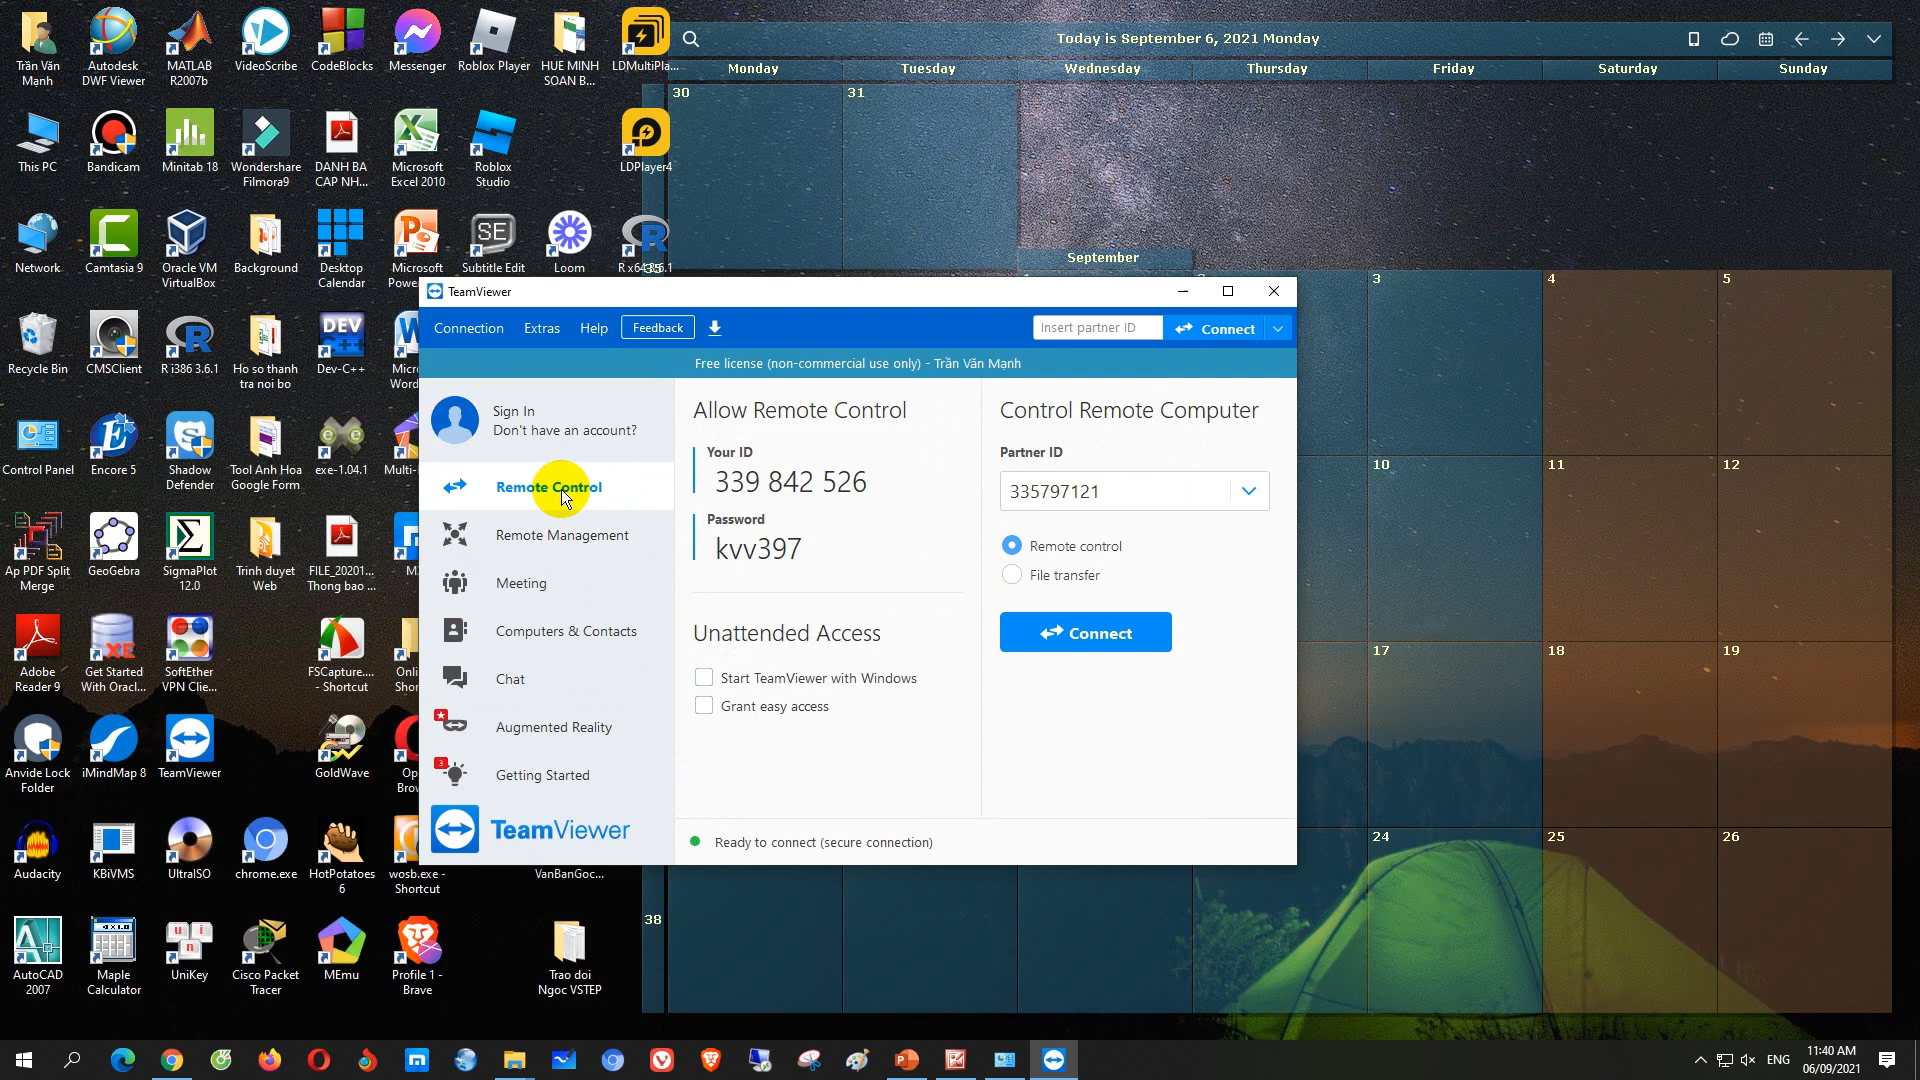 Trần Văn
Mạnh
Autodesk
DWF Viewer
MATLAB
R2007b
VideoScribe
CodeBlocks
Messenger
Roblox Player
HUE MINH
SOAN B...
LDMultiPla...
This PC
Bandicam
Minitab 18
Wondershare
Filmora9
DANH BA
CAP NH...
Microsoft
Excel 2010
Roblox
Studio
LDPlayer4
Network
Camtasia 9
Oracle VM
VirtualBox
Background
Desktop
Calendar
Microsoft
Subtitle Edit
Loom
Recycle Bin
CMSClient
R i386 3.6.1
Ho so thanh
tra noi bo
Dev-C++
Control Panel
Encore 5
Shadow
Defender
Tool Anh Hoa
Google Form
exe-1.04.1
Ap PDF Split
Merge
GeoGebra
SigmaPlot
12.0
Trinh duyet
Web
FILE_20201...
Thong bao ...
Adobe
Reader 9
Get Started
With Oracl...
SoftEther
VPN Clie...
FSCapture....
- Shortcut
Anvide Lock
Folder
iMindMap 8
TeamViewer
GoldWave
Audacity
KBiVMS
UltraISO
chrome.exe
HotPotatoes
6
wosb.exe -
Shortcut
VanBanGoc...
AutoCAD
2007
Maple
Calculator
UniKey
Cisco Packet
Tracer
MEmu
Profile 1 -
Brave
Trao doi
Ngoc VSTEP
Today is September 6, 2021 Monday
Monday Tuesday Wednesday Thursday Friday Saturday Sunday
30 31
September
3 4 5
10 11 12
17 18 19
24 25 26
38
TeamViewer
Connection Extras Help Feedback
Insert partner ID Connect
Free license (non-commercial use only) - Trần Văn Mạnh
Sign In
Don't have an account?
Remote Control
Remote Management
Meeting
Computers & Contacts
Chat
Augmented Reality
3
Getting Started
TeamViewer
Allow Remote Control
Your ID
339 842 526
Password
kvv397
Unattended Access
Start TeamViewer with Windows
Grant easy access
Control Remote Computer
Partner ID
335797121
Remote control
File transfer
Connect
Ready to connect (secure connection)
ENG
11:40 AM
06/09/2021